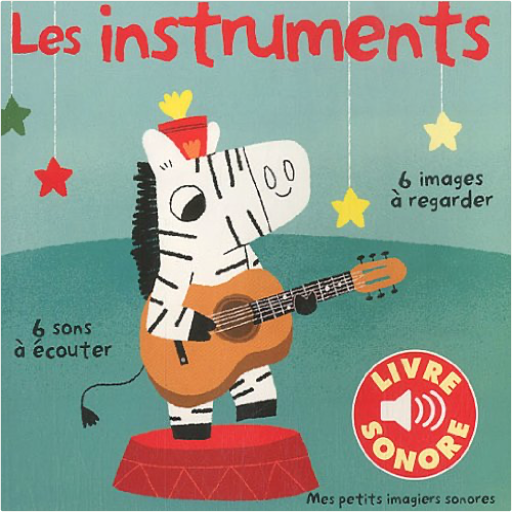 Les instruments
6 images
à regarder
6 sons
à écouter
LIVRE
SONORE
Mes petits imagiers sonores